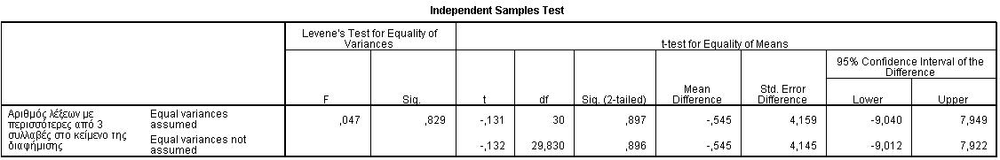 Independent Samples Test
Levene's Test for Equality of
Variances
t-test for Equality of Means
95% Confidence Interval of the
Difference
F Sig. t df Sig. (2-tailed) Mean
Difference Std. Error
Difference Lower Upper
Αριθμός λέξεων με
περισσότερες από 3
συλλαβές στο κείμενο της
διαφήμισης
Equal variances
assumed ,047 ,829 -,131 30 ,897 -,545 4,159 -9,040 7,949
Equal variances not
assumed -,132 29,830 ,896 -,545 4,145 -9,012 7,922